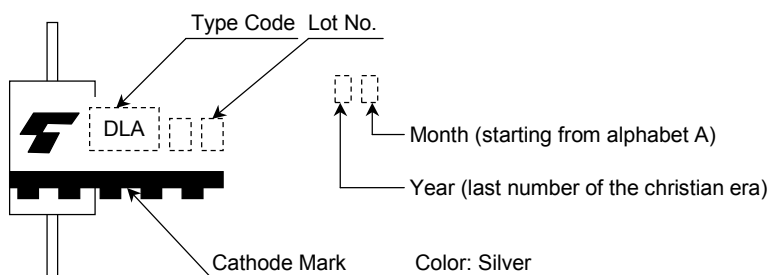 Type Code Lot No.
DLA
Month (starting from alphabet A)
Year (last number of the christian era)
Cathode Mark Color: Silver